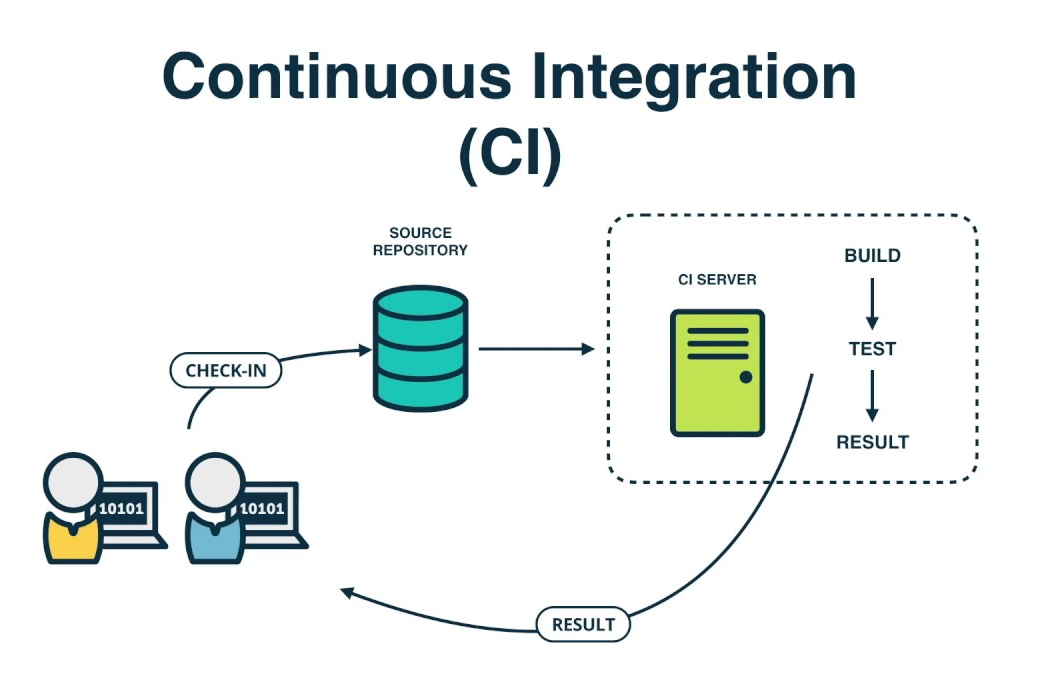 Continuous Integration
(CI)
SOURCE
REPOSITORY
CI SERVER
BUILD
TEST
RESULT
CHECK-IN
10101
10101
RESULT